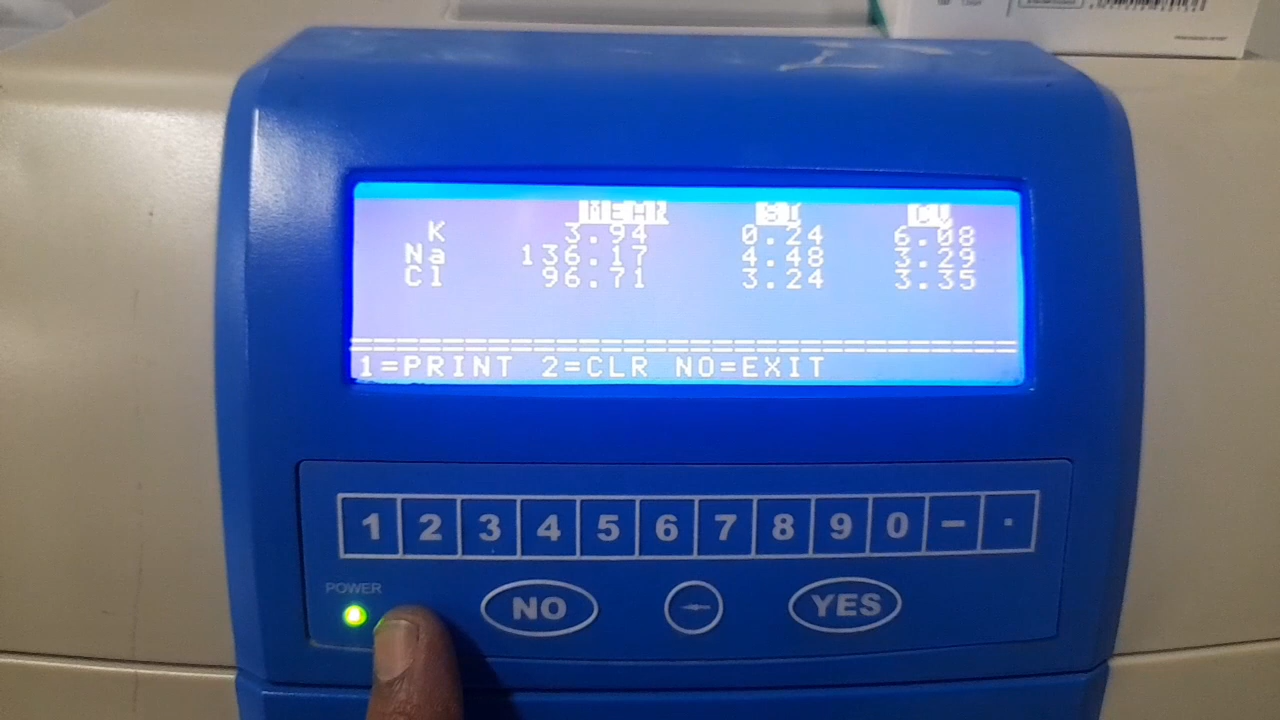 MEAN SD CV
K 3.94 0.24 6.08
Na 136.17 4.48 3.29
Cl 96.71 3.24 3.35
1=PRINT 2=CLR NO=EXIT
1 2 3 4 5 6 7 8 9 0 − .
POWER
NO ← YES